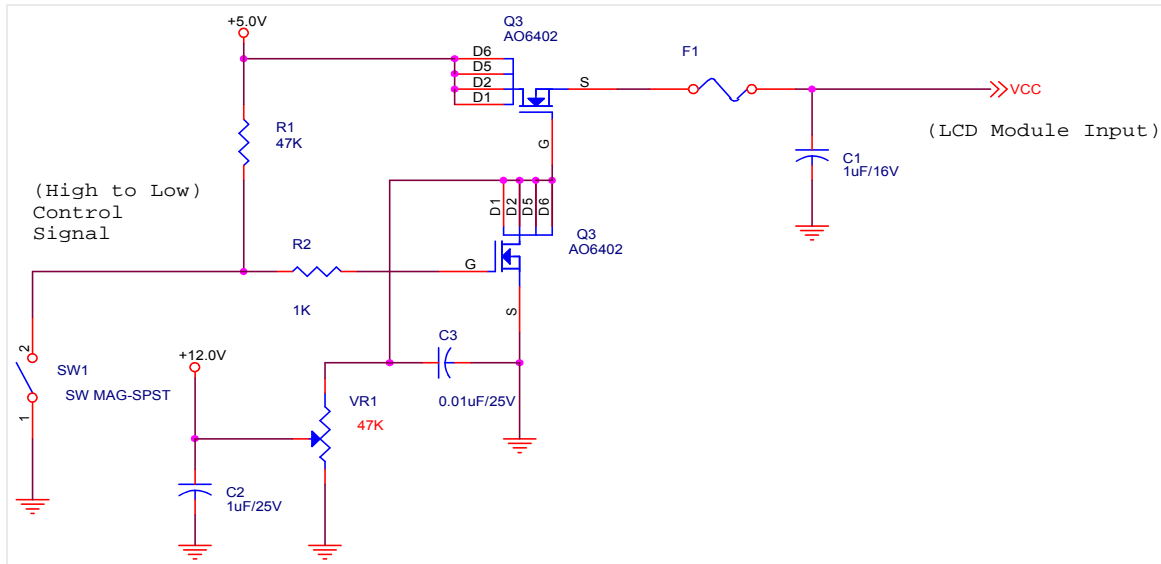 +5.0V
Q3
AO6402
D6
D5
D2
D1
S
G
F1
VCC
(LCD Module Input)
R1
47K
C1
1uF/16V
(High to Low)
Control
Signal
D1
D2
D5
D6
Q3
AO6402
R2
G
1K
S
C3
0.01uF/25V
+12.0V
2
SW1
SW MAG-SPST
1
VR1
47K
C2
1uF/25V